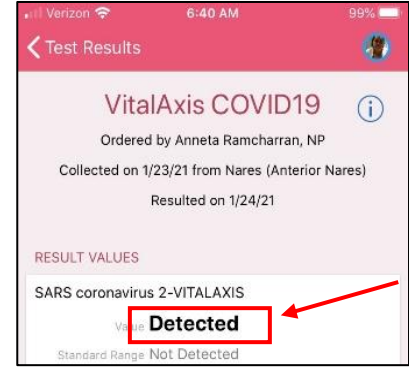 Verizon 6:40 AM 99%
Test Results
VitalAxis COVID19
Ordered by Anneta Ramcharran, NP
Collected on 1/23/21 from Nares (Anterior Nares)
Resulted on 1/24/21
RESULT VALUES
SARS coronavirus 2-VITALAXIS
Value Detected
Standard Range Not Detected